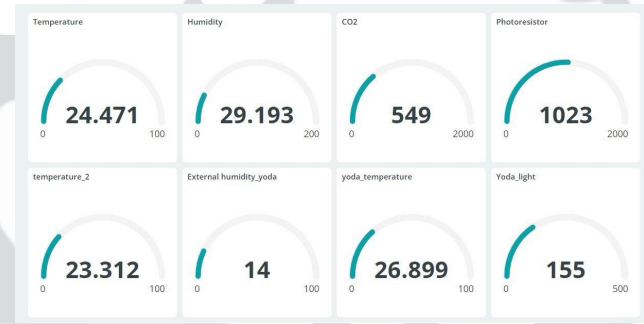 Temperature
24.471
0 100
Humidity
29.193
0 200
CO2
549
0 2000
Photoresistor
1023
0 2000
temperature_2
23.312
0 100
External humidity_yoda
14
0 100
yoda_temperature
26.899
0 100
Yoda_light
155
0 500